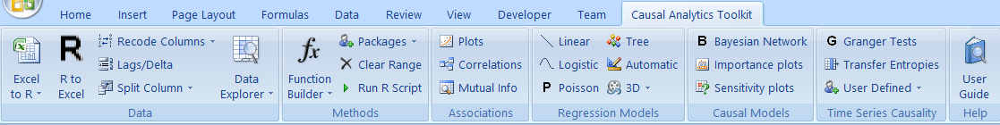 Home Insert Page Layout Formulas Data Review View Developer Team Causal Analytics Toolkit
Excel to R
R
R to Excel
Recode Columns
Lags/Delta
Split Column
Data Explorer
Data
fx
Function Builder
Packages
Clear Range
Run R Script
Methods
Plots
Correlations
Mutual Info
Associations
Linear
Logistic
P Poisson
Tree
Automatic
3D
Regression Models
B Bayesian Network
Importance plots
Sensitivity plots
Causal Models
G Granger Tests
Transfer Entropies
User Defined
Time Series Causality
User Guide
Help